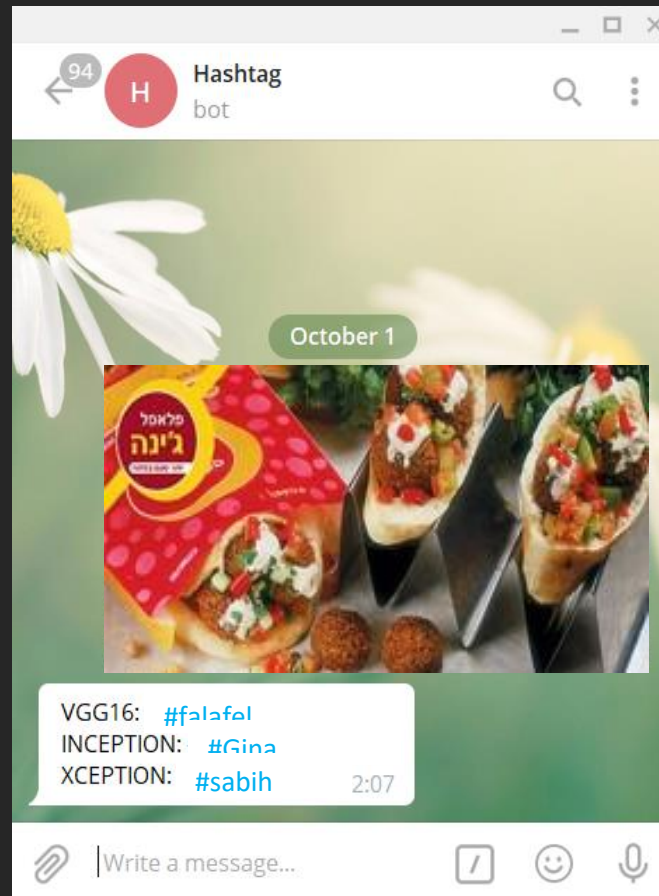 94
H
Hashtag
bot
October 1
פלאפל
ג'ינה
VGG16: #falafel
INCEPTION: #Gina
XCEPTION: #sabih
2:07
Write a message...